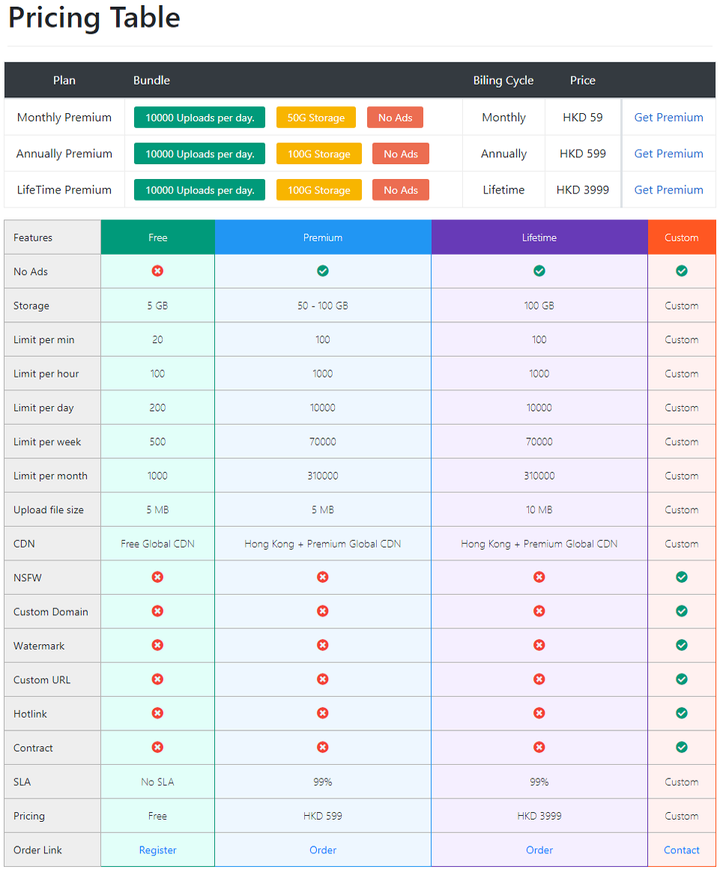 Pricing Table
Plan Bundle Biling Cycle Price
Monthly Premium 10000 Uploads per day. 50G Storage No Ads Monthly HKD 59 Get Premium
Annually Premium 10000 Uploads per day. 100G Storage No Ads Annually HKD 599 Get Premium
LifeTime Premium 10000 Uploads per day. 100G Storage No Ads Lifetime HKD 3999 Get Premium
Features Free Premium Lifetime Custom
No Ads
Storage 5 GB 50 - 100 GB 100 GB Custom
Limit per min 20 100 100 Custom
Limit per hour 100 1000 1000 Custom
Limit per day 200 10000 10000 Custom
Limit per week 500 70000 70000 Custom
Limit per month 1000 310000 310000 Custom
Upload file size 5 MB 5 MB 10 MB Custom
CDN Free Global CDN Hong Kong + Premium Global CDN Hong Kong + Premium Global CDN Custom
NSFW
Custom Domain
Watermark
Custom URL
Hotlink
Contract
SLA No SLA 99% 99% Custom
Pricing Free HKD 599 HKD 3999 Custom
Order Link Register Order Order Contact